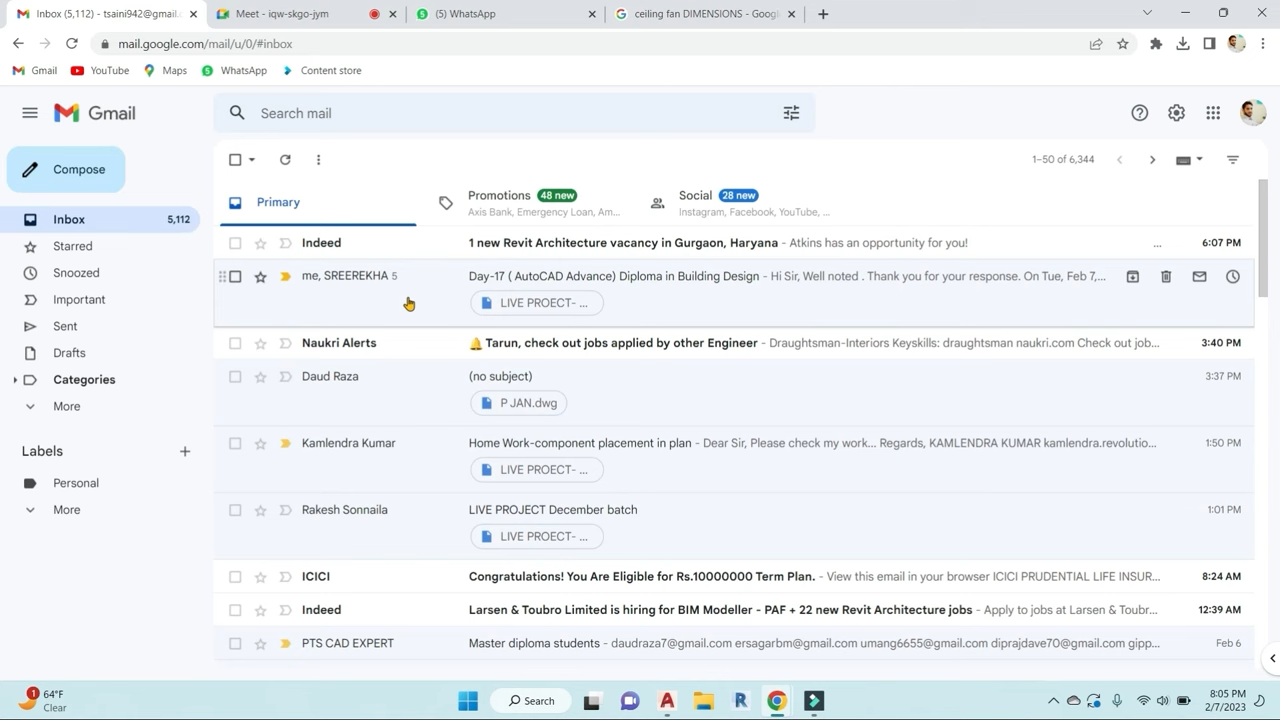 Inbox (5,112) - tsaini942@gmail.c
Meet - iqw-skgo-jym
(5) WhatsApp
ceiling fan DIMENSIONS - Googl
mail.google.com/mail/u/0/#inbox
Gmail
YouTube
Maps
WhatsApp
Content store
Gmail
Search mail
Compose
Inbox 5,112
Starred
Snoozed
Important
Sent
Drafts
Categories
More
Labels
Personal
More
1–50 of 6,344
Primary
Promotions 48 new
Axis Bank, Emergency Loan, Am...
Social 28 new
Instagram, Facebook, YouTube, ...
Indeed 1 new Revit Architecture vacancy in Gurgaon, Haryana - Atkins has an opportunity for you! ... 6:07 PM
me, SREEREKHA 5 Day-17 ( AutoCAD Advance) Diploma in Building Design - Hi Sir, Well noted . Thank you for your response. On Tue, Feb 7,...
LIVE PROECT- ...
Naukri Alerts 🔔 Tarun, check out jobs applied by other Engineer - Draughtsman-Interiors Keyskills: draughtsman naukri.com Check out job... 3:40 PM
Daud Raza (no subject) 3:37 PM
P JAN.dwg
Kamlendra Kumar Home Work-component placement in plan - Dear Sir, Please check my work... Regards, KAMLENDRA KUMAR kamlendra.revolutio... 1:50 PM
LIVE PROECT- ...
Rakesh Sonnaila LIVE PROJECT December batch 1:01 PM
LIVE PROECT- ...
ICICI Congratulations! You Are Eligible for Rs.10000000 Term Plan. - View this email in your browser ICICI PRUDENTIAL LIFE INSUR... 8:24 AM
Indeed Larsen & Toubro Limited is hiring for BIM Modeller - PAF + 22 new Revit Architecture jobs - Apply to jobs at Larsen & Toubr... 12:39 AM
PTS CAD EXPERT Master diploma students - daudraza7@gmail.com ersagarbm@gmail.com umang6655@gmail.com diprajdave70@gmail.com gipp... Feb 6
1
64°F
Clear
Search
8:05 PM
2/7/2023